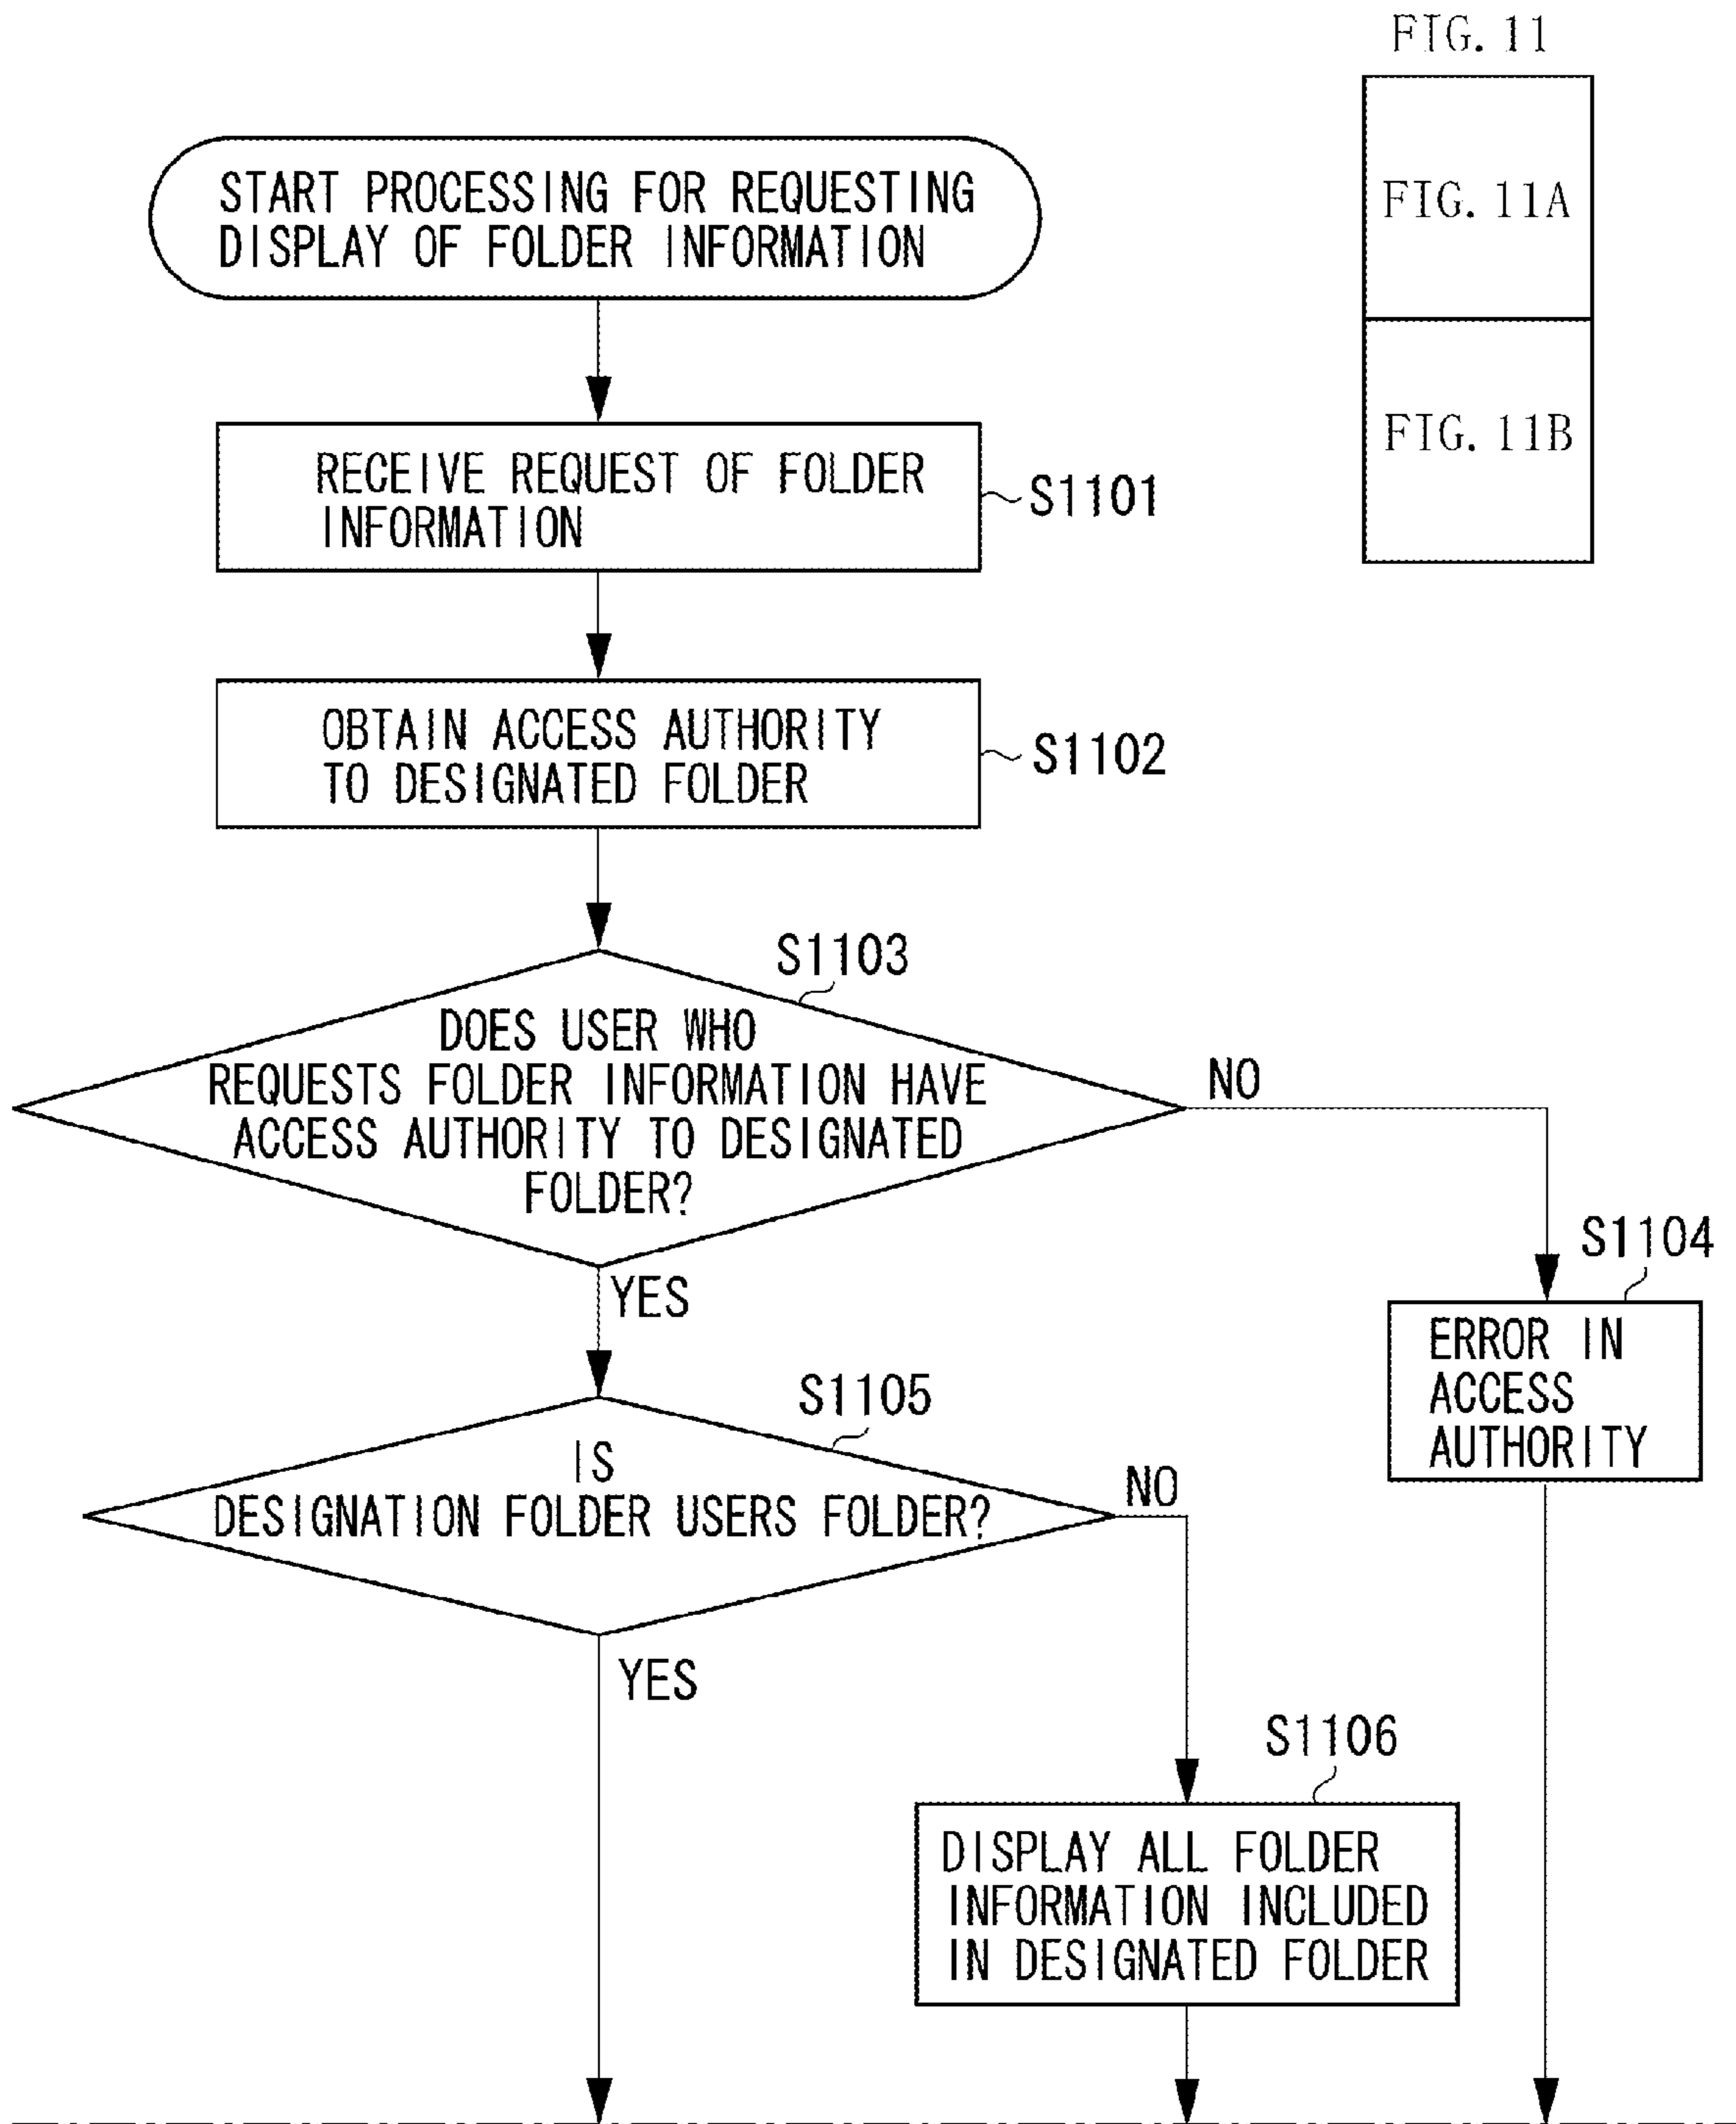 FIG. 11
FIG. 11A
FIG. 11B
START PROCESSING FOR REQUESTING
DISPLAY OF FOLDER INFORMATION
RECEIVE REQUEST OF FOLDER
INFORMATION
S1101
OBTAIN ACCESS AUTHORITY
TO DESIGNATED FOLDER
S1102
S1103
DOES USER WHO
REQUESTS FOLDER INFORMATION HAVE
ACCESS AUTHORITY TO DESIGNATED
FOLDER?
NO
YES
S1104
ERROR IN
ACCESS
AUTHORITY
S1105
IS
DESIGNATION FOLDER USERS FOLDER?
NO
YES
S1106
DISPLAY ALL FOLDER
INFORMATION INCLUDED
IN DESIGNATED FOLDER